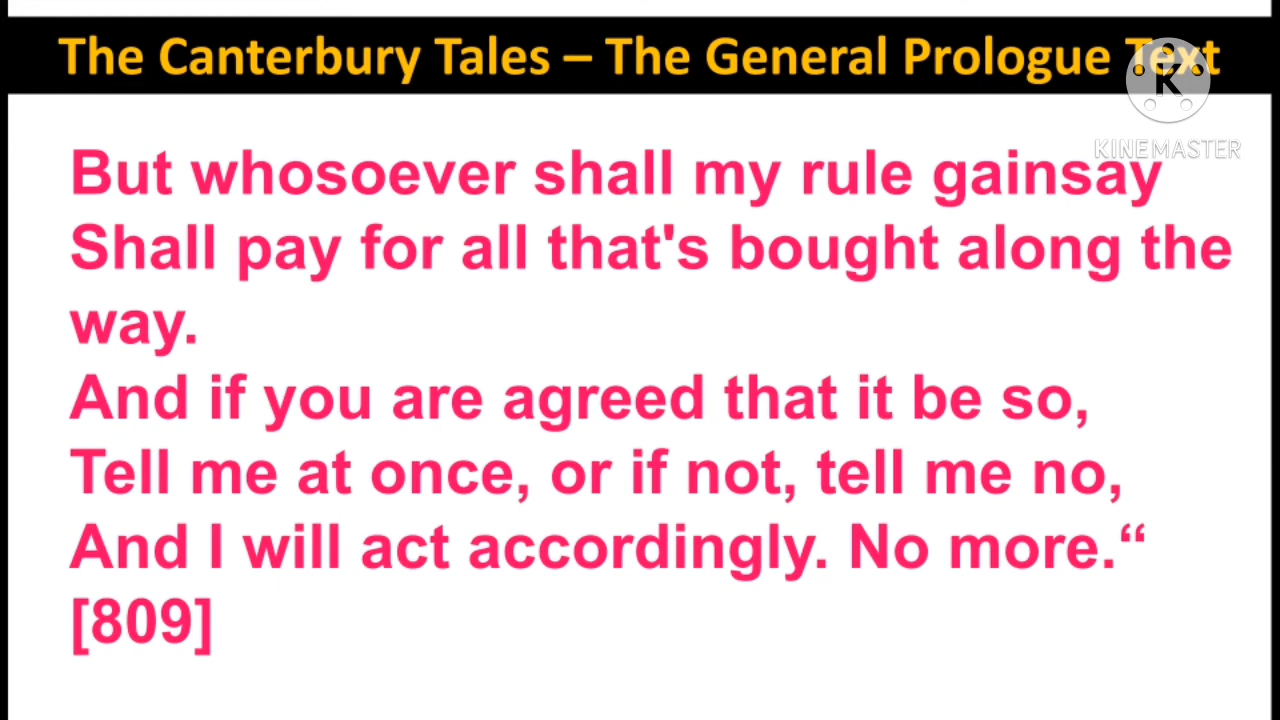 The Canterbury Tales – The General Prologue Text
K
KINEMASTER
But whosoever shall my rule gainsay
Shall pay for all that's bought along the
way.
And if you are agreed that it be so,
Tell me at once, or if not, tell me no,
And I will act accordingly. No more.“
[809]